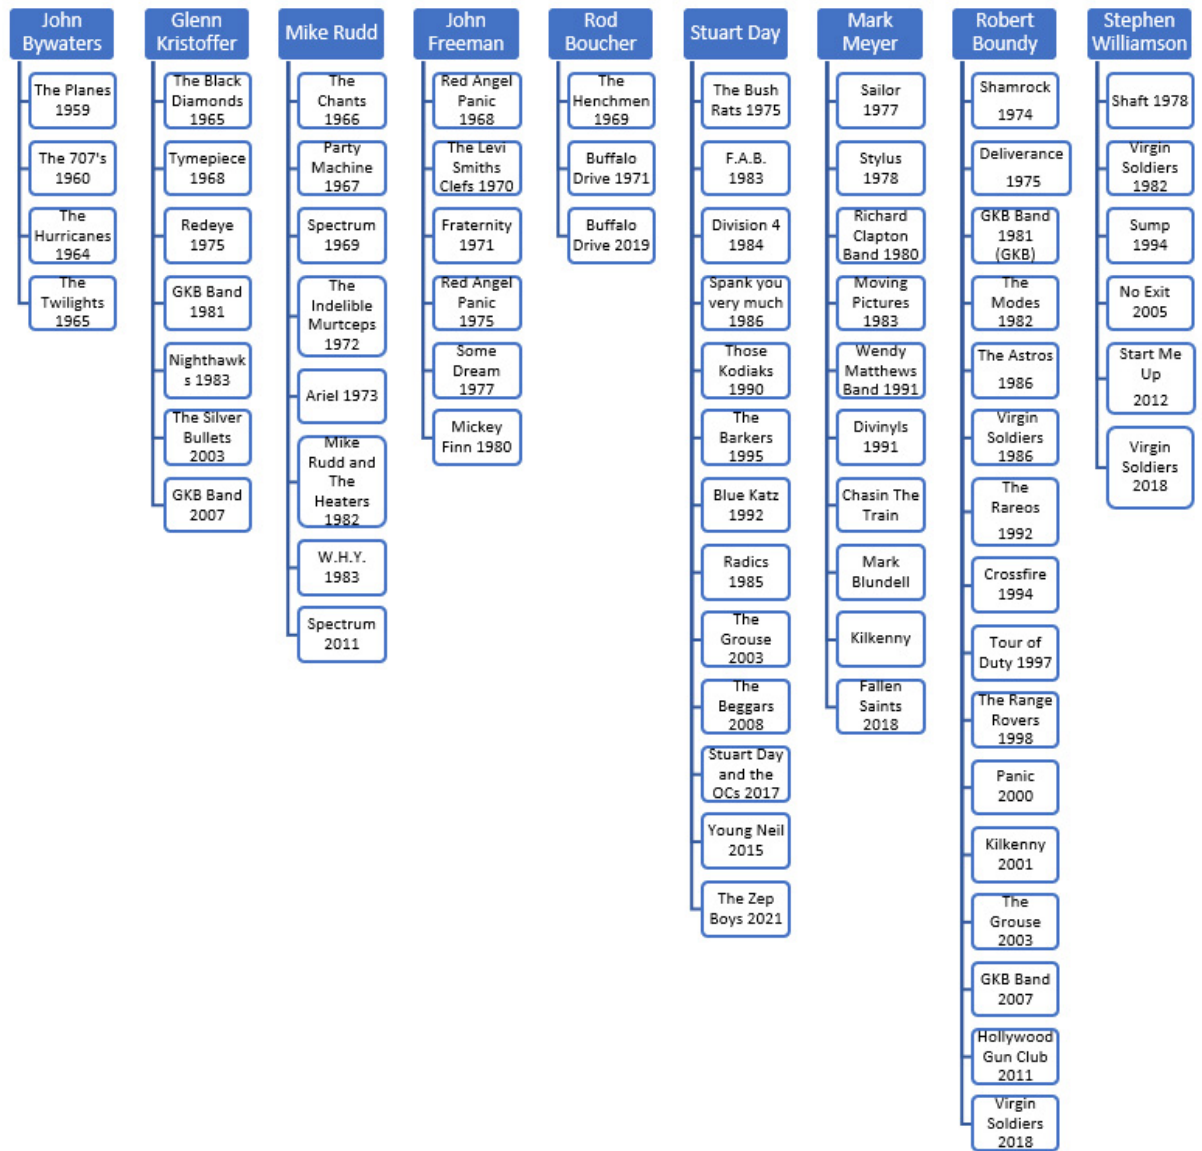 John
Bywaters
The Planes
1959
The 707's
1960
The
Hurricanes
1964
The
Twilights
1965
Glenn
Kristoffer
The Black
Diamonds
1965
Tymepiece
1968
Redeye
1975
GKB Band
1981
Nighthawk
s 1983
The Silver
Bullets
2003
GKB Band
2007
Mike Rudd
The
Chants
1966
Party
Machine
1967
Spectrum
1969
The
Indelible
Murtceps
1972
Ariel 1973
Mike
Rudd and
The
Heaters
1982
W.H.Y.
1983
Spectrum
2011
John
Freeman
Red Angel
Panic
1968
The Levi
Smiths
Clefs 1970
Fraternity
1971
Red Angel
Panic
1975
Some
Dream
1977
Mickey
Finn 1980
Rod
Boucher
The
Henchmen
1969
Buffalo
Drive 1971
Buffalo
Drive 2019
Stuart Day
The Bush
Rats 1975
F.A.B.
1983
Division 4
1984
Spank you
very much
1986
Those
Kodiaks
1990
The
Barkers
1995
Blue Katz
1992
Radics
1985
The
Grouse
2003
The
Beggars
2008
Stuart Day
and the
OCs 2017
Young Neil
2015
The Zep
Boys 2021
Mark
Meyer
Sailor
1977
Stylus
1978
Richard
Clapton
Band 1980
Moving
Pictures
1983
Wendy
Matthews
Band 1991
Divinyls
1991
Chasin The
Train
Mark
Blundell
Kilkenny
Fallen
Saints
2018
Robert
Boundy
Shamrock
1974
Deliverance
1975
GKB Band
1981
(GKB)
The
Modes
1982
The Astros
1986
Virgin
Soldiers
1986
The
Rareos
1992
Crossfire
1994
Tour of
Duty 1997
The Range
Rovers
1998
Panic
2000
Kilkenny
2001
The
Grouse
2003
GKB Band
2007
Hollywood
Gun Club
2011
Virgin
Soldiers
2018
Stephen
Williamson
Shaft 1978
Virgin
Soldiers
1982
Sump
1994
No Exit
2005
Start Me
Up
2012
Virgin
Soldiers
2018